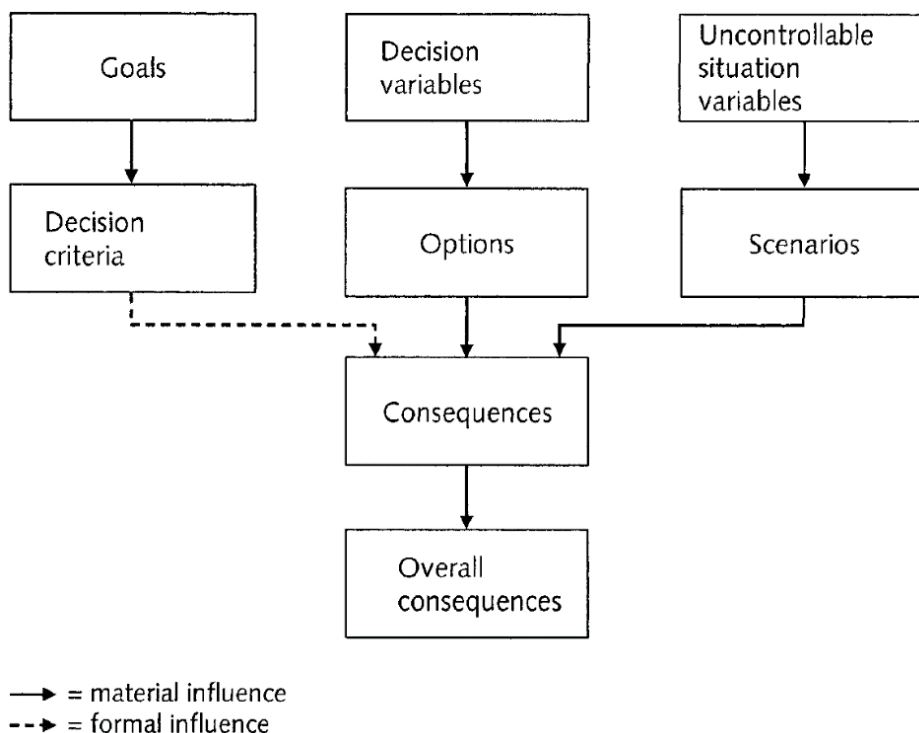 Goals
Decision
variables
Uncontrollable
situation
variables
Decision
criteria
Options
Scenarios
Consequences
Overall
consequences
= material influence
= formal influence